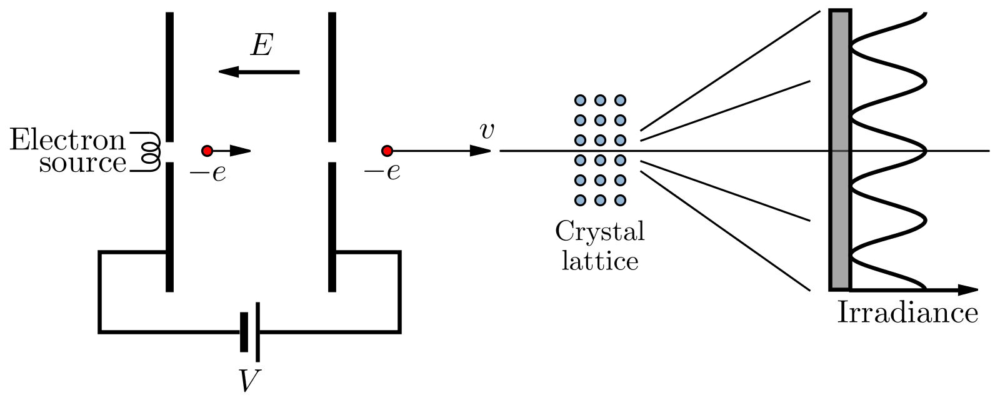 E
Electron
source
−e
−e
v
Crystal
lattice
Irradiance
V